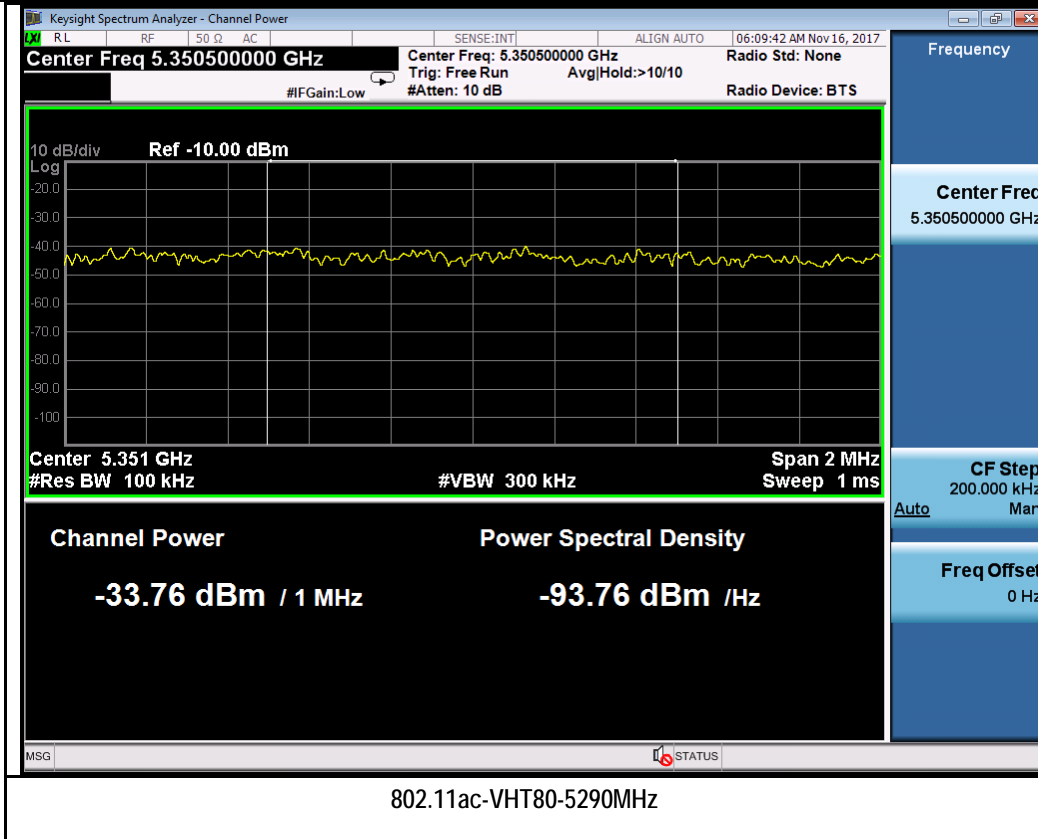 Keysight Spectrum Analyzer - Channel Power
LXI RL RF 50 Ω AC SENSE:INT ALIGN AUTO 06:09:42 AM Nov 16, 2017
Center Freq 5.350500000 GHz
Center Freq: 5.350500000 GHz Radio Std: None
Trig: Free Run Avg|Hold:>10/10
#IFGain:Low #Atten: 10 dB Radio Device: BTS
Frequency
10 dB/div Ref -10.00 dBm
Log
-20.0
-30.0
-40.0
-50.0
-60.0
-70.0
-80.0
-90.0
-100
Center 5.351 GHz Span 2 MHz
#Res BW 100 kHz #VBW 300 kHz Sweep 1 ms
Channel Power Power Spectral Density
-33.76 dBm / 1 MHz -93.76 dBm /Hz
Center Freq
5.350500000 GHz
CF Step
200.000 kHz
Auto Man
Freq Offset
0 Hz
MSG STATUS
802.11ac-VHT80-5290MHz